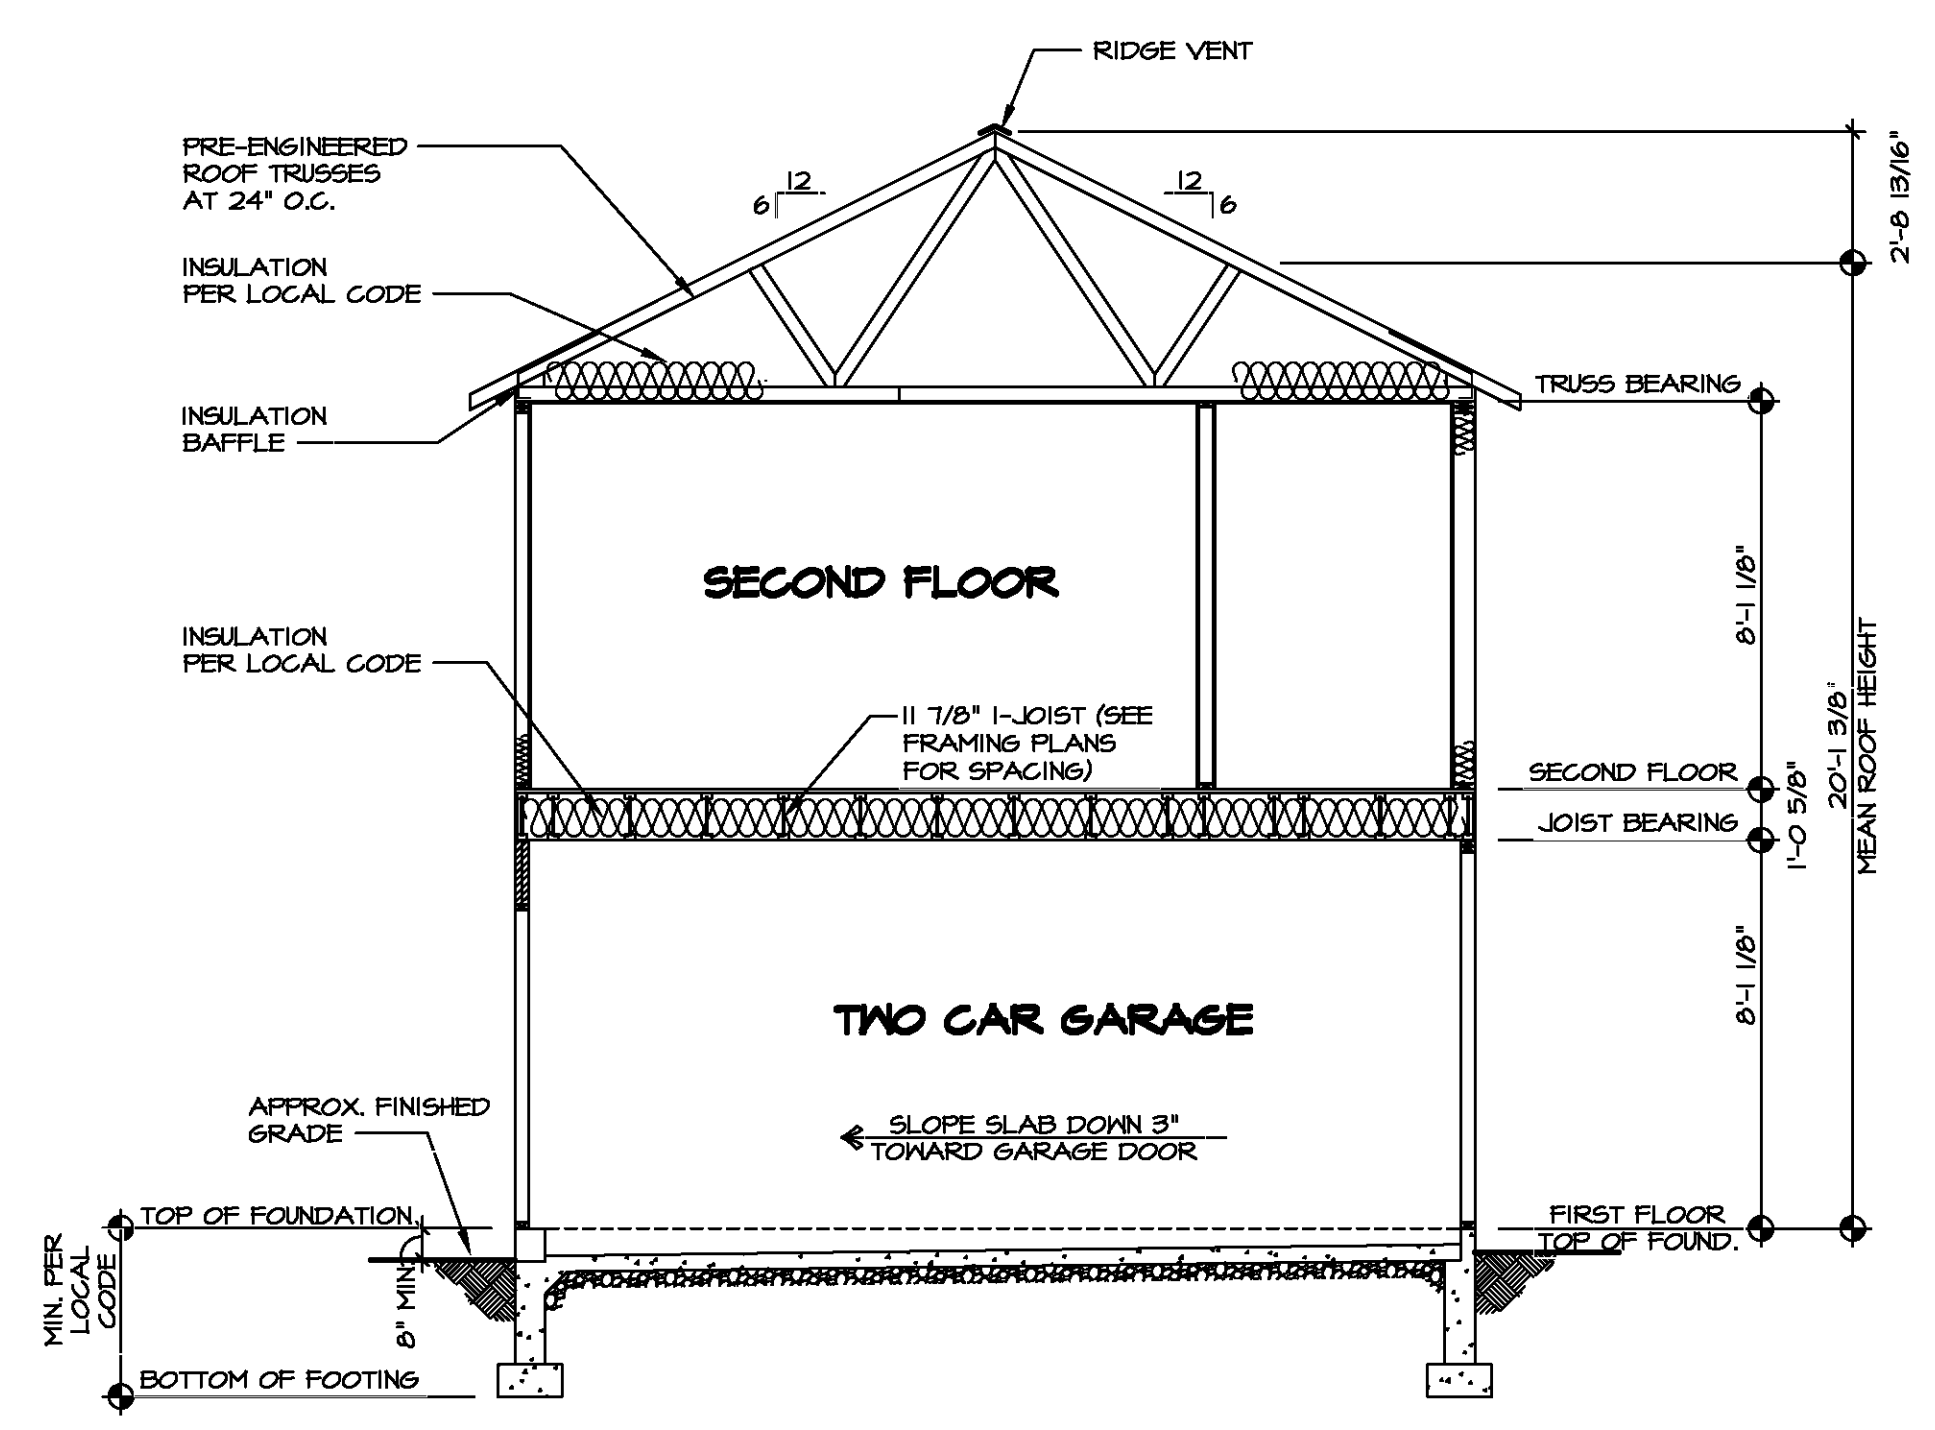 RIDGE VENT
PRE-ENGINEERED
ROOF TRUSSES
AT 24" O.C.
12
6
12
6
2'-8 13/16"
INSULATION
PER LOCAL CODE
TRUSS BEARING
INSULATION
BAFFLE
SECOND FLOOR
8'-1 1/8"
INSULATION
PER LOCAL CODE
11 7/8" I-JOIST (SEE
FRAMING PLANS
FOR SPACING)
20'-1 3/8"
MEAN ROOF HEIGHT
SECOND FLOOR
1'-0 5/8"
JOIST BEARING
8'-1 1/8"
TWO CAR GARAGE
APPROX. FINISHED
GRADE
SLOPE SLAB DOWN 3"
TOWARD GARAGE DOOR
TOP OF FOUNDATION
FIRST FLOOR
TOP OF FOUND.
MIN. PER
LOCAL
CODE
8" MIN.
BOTTOM OF FOOTING